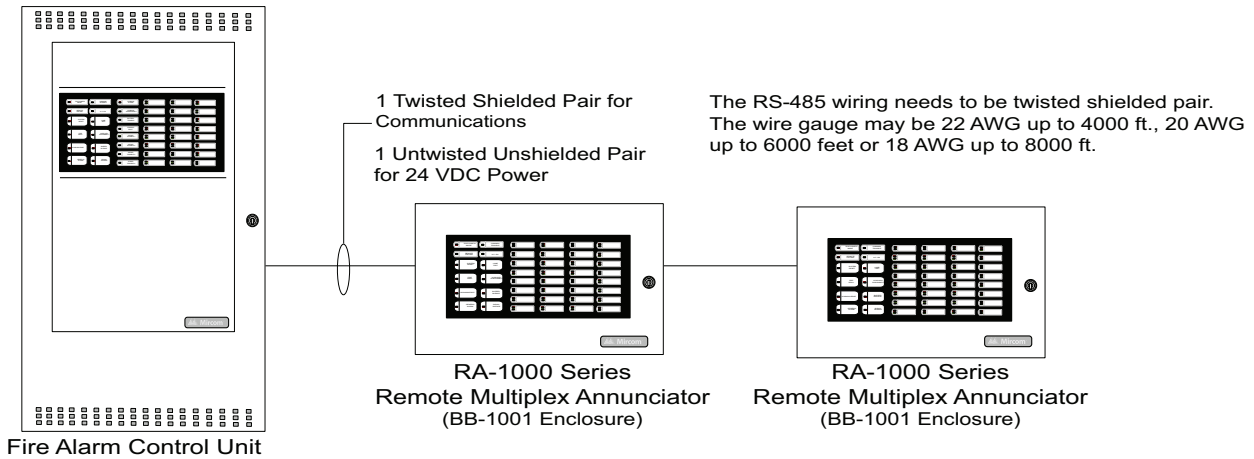 1 Twisted Shielded Pair for
Communications
1 Untwisted Unshielded Pair
for 24 VDC Power
The RS-485 wiring needs to be twisted shielded pair.
The wire gauge may be 22 AWG up to 4000 ft., 20 AWG
up to 6000 feet or 18 AWG up to 8000 ft.
Mircom
Mircom
Mircom
RA-1000 Series
Remote Multiplex Annunciator
(BB-1001 Enclosure)
RA-1000 Series
Remote Multiplex Annunciator
(BB-1001 Enclosure)
Fire Alarm Control Unit